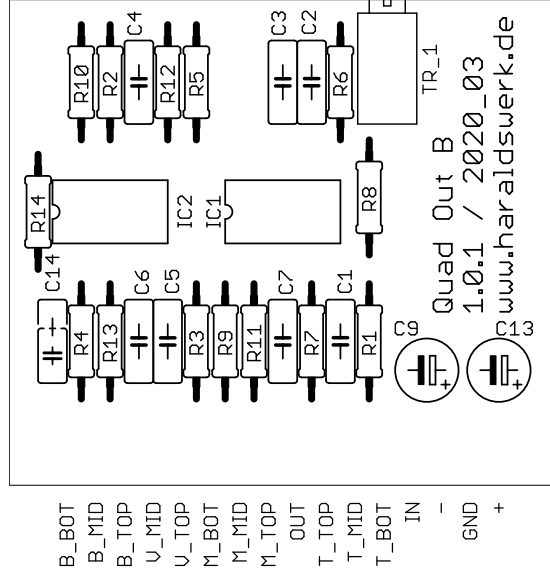 C4
C3
C2
R10
R2
R12
R5
R6
TR_1
R14
IC2
IC1
R8
Quad Out B
1.0.1 / 2020_03
www.haraldswerk.de
C14
C6
C5
C7
C1
R4
R13
R3
R9
R11
R7
R1
C9
C13
+
+
B_BOT
B_MID
B_TOP
V_MID
V_TOP
M_BOT
M_MID
M_TOP
OUT
T_TOP
T_MID
T_BOT
IN
-
GND
+